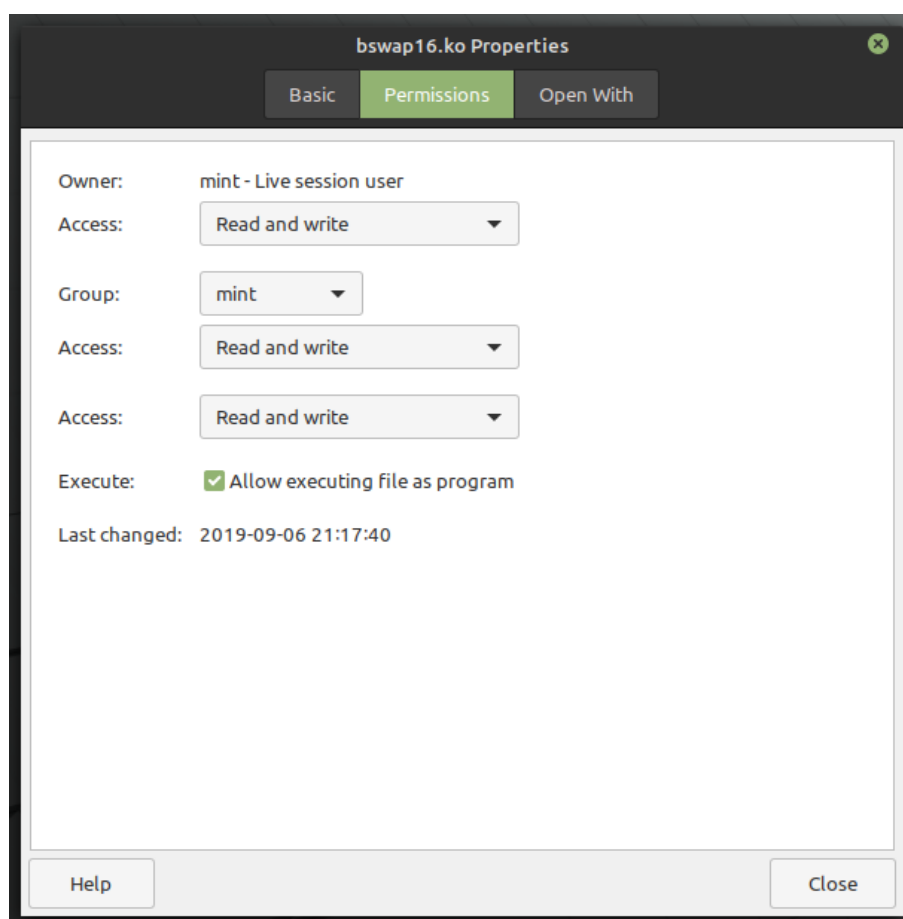 bswap16.ko Properties
Basic Permissions Open With
Owner: mint - Live session user
Access: Read and write
Group: mint
Access: Read and write
Access: Read and write
Execute: Allow executing file as program
Last changed: 2019-09-06 21:17:40
Help Close